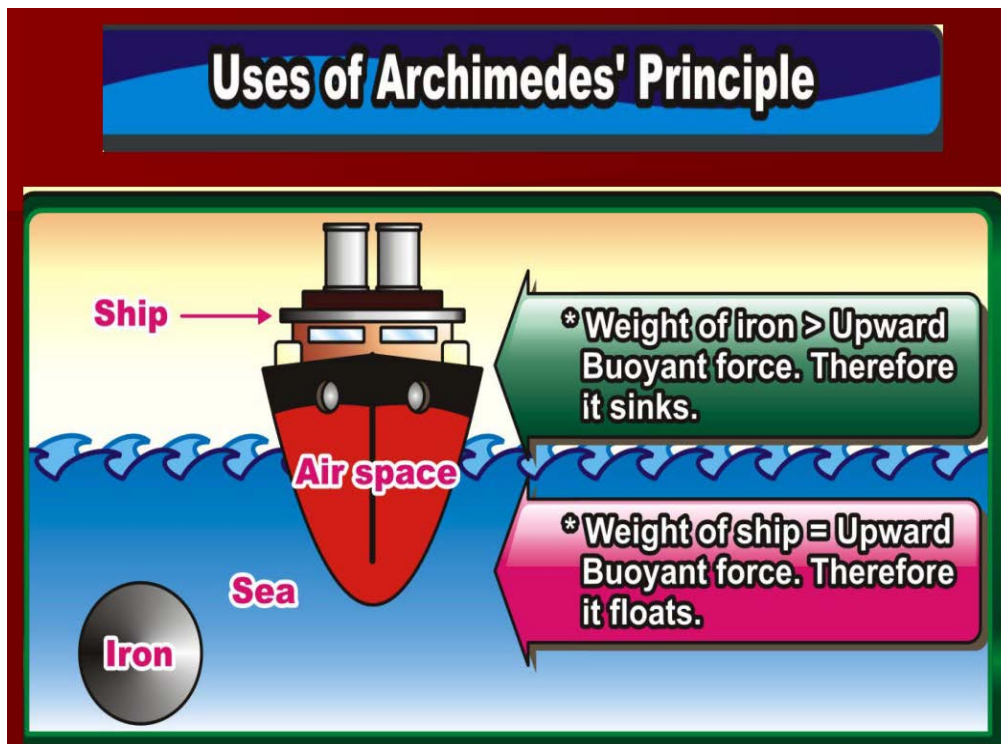 Uses of Archimedes' Principle
Ship
* Weight of iron > Upward
Buoyant force. Therefore
it sinks.
Air space
* Weight of ship = Upward
Buoyant force. Therefore
it floats.
Sea
Iron